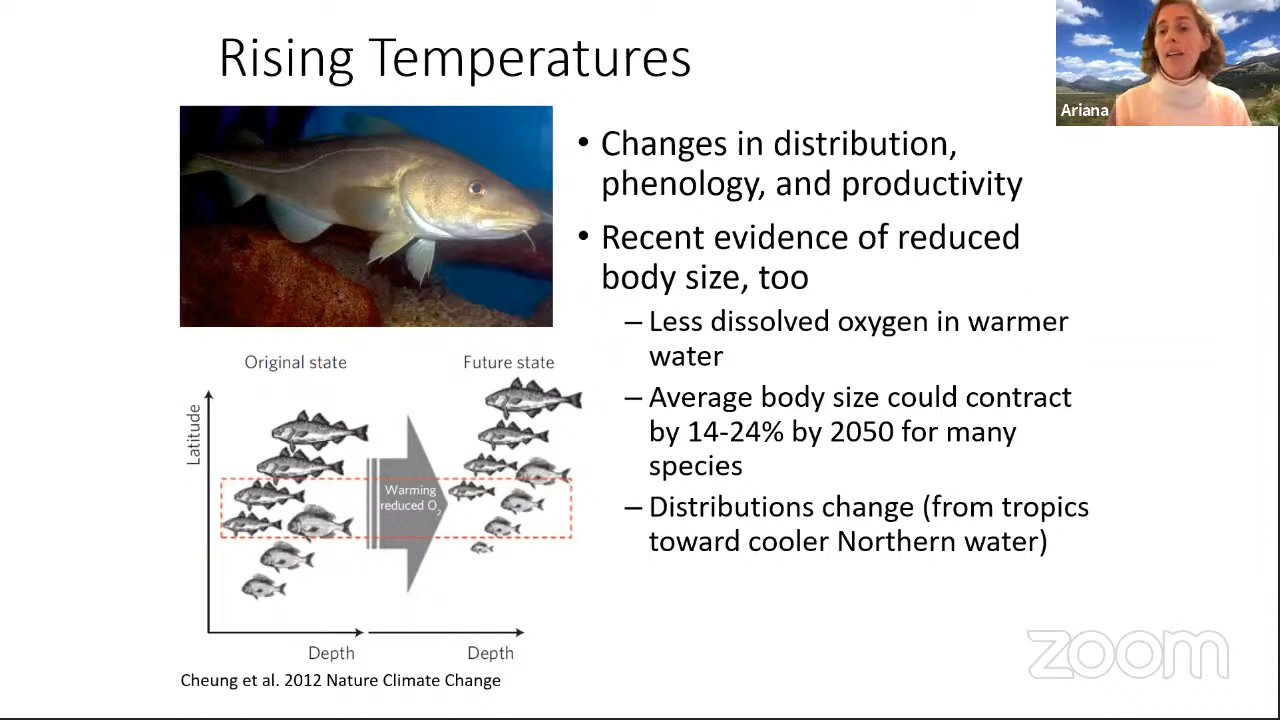 Rising Temperatures
Ariana
• Changes in distribution,
phenology, and productivity
• Recent evidence of reduced
body size, too
– Less dissolved oxygen in warmer
water
– Average body size could contract
by 14-24% by 2050 for many
species
– Distributions change (from tropics
toward cooler Northern water)
Original state
Future state
Latitude
Warming
reduced O2
Depth
Depth
Cheung et al. 2012 Nature Climate Change
zoom